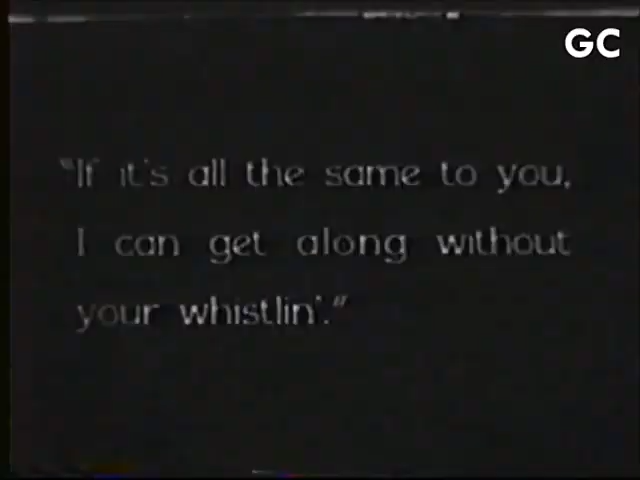 GC
"If it's all the same to you,
I can get along without
your whistlin'."